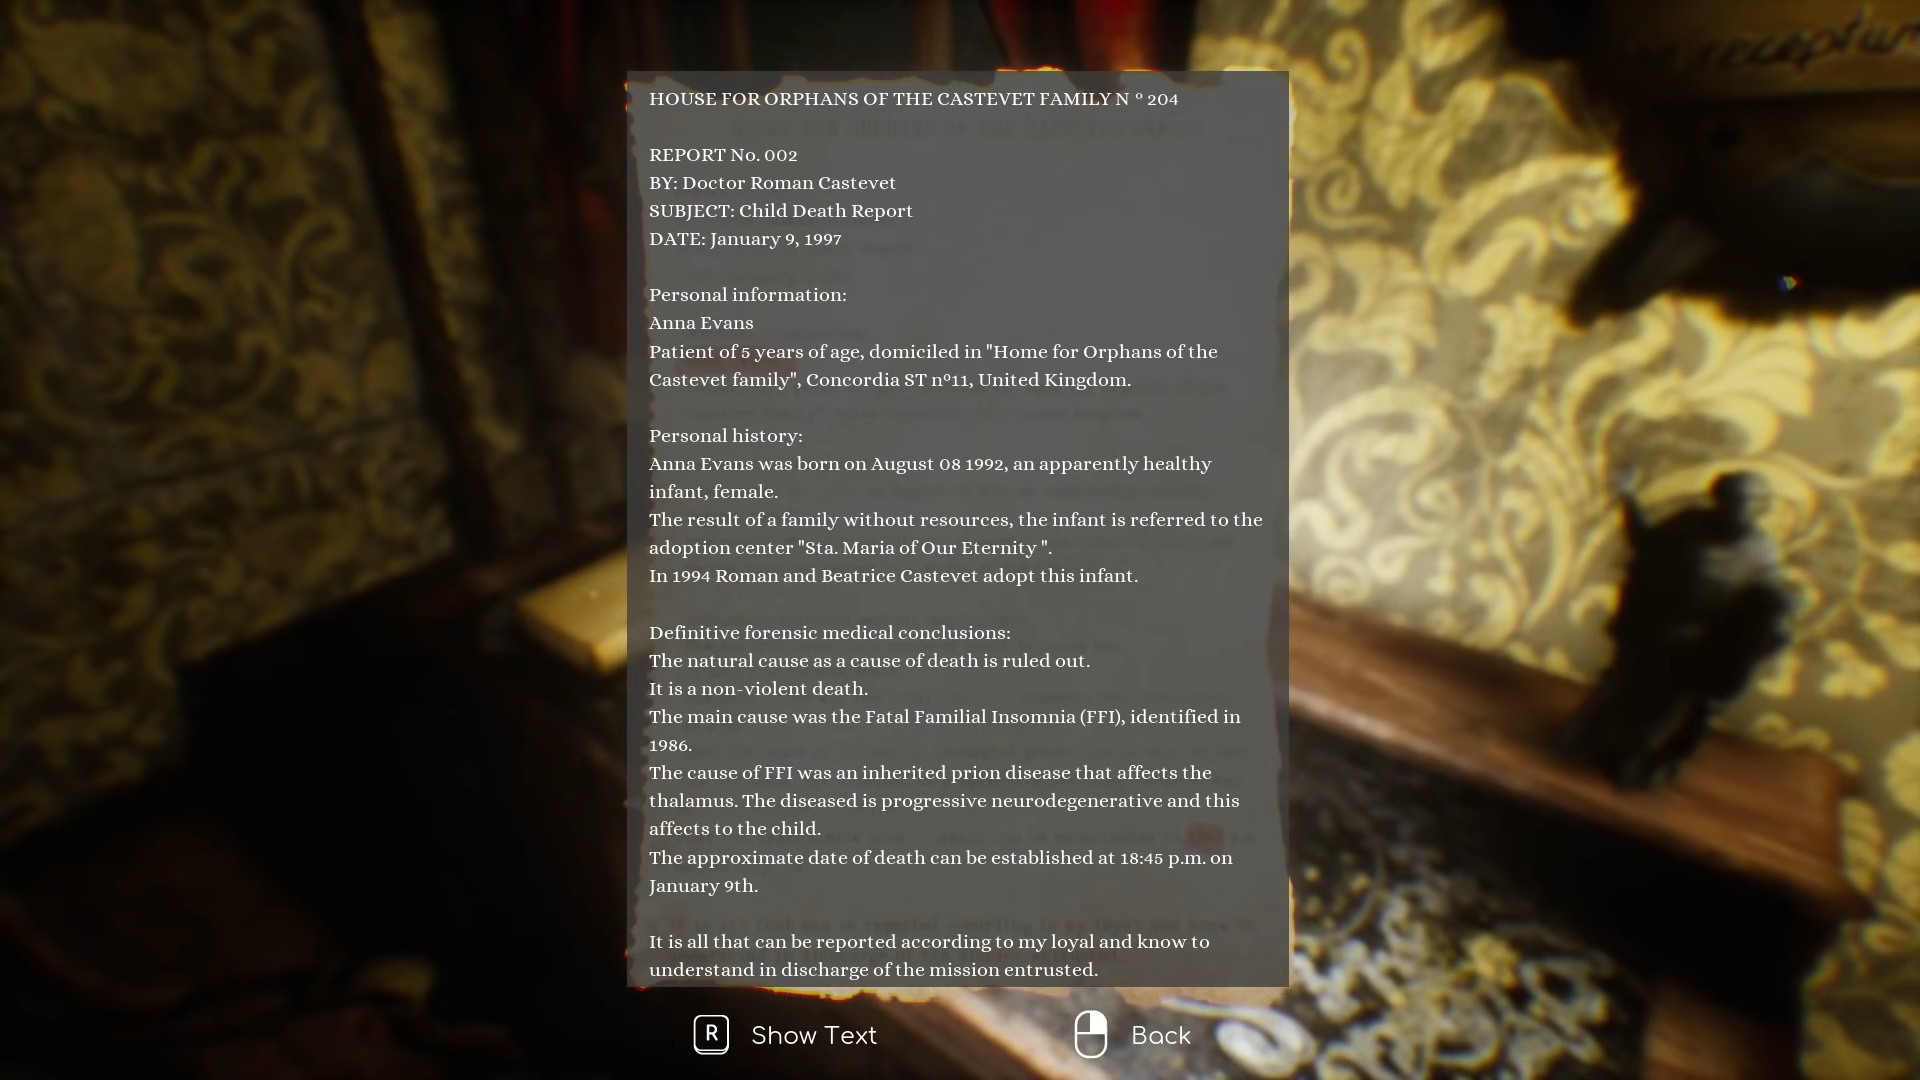 HOUSE FOR ORPHANS OF THE CASTEVET FAMILY N º 204
REPORT No. 002
BY: Doctor Roman Castevet
SUBJECT: Child Death Report
DATE: January 9, 1997
Personal information:
Anna Evans
Patient of 5 years of age, domiciled in "Home for Orphans of the
Castevet family", Concordia ST nº11, United Kingdom.
Personal history:
Anna Evans was born on August 08 1992, an apparently healthy
infant, female.
The result of a family without resources, the infant is referred to the
adoption center "Sta. Maria of Our Eternity ".
In 1994 Roman and Beatrice Castevet adopt this infant.
Definitive forensic medical conclusions:
The natural cause as a cause of death is ruled out.
It is a non-violent death.
The main cause was the Fatal Familial Insomnia (FFI), identified in
1986.
The cause of FFI was an inherited prion disease that affects the
thalamus. The diseased is progressive neurodegenerative and this
affects to the child.
The approximate date of death can be established at 18:45 p.m. on
January 9th.
It is all that can be reported according to my loyal and know to
understand in discharge of the mission entrusted.
R Show Text Back